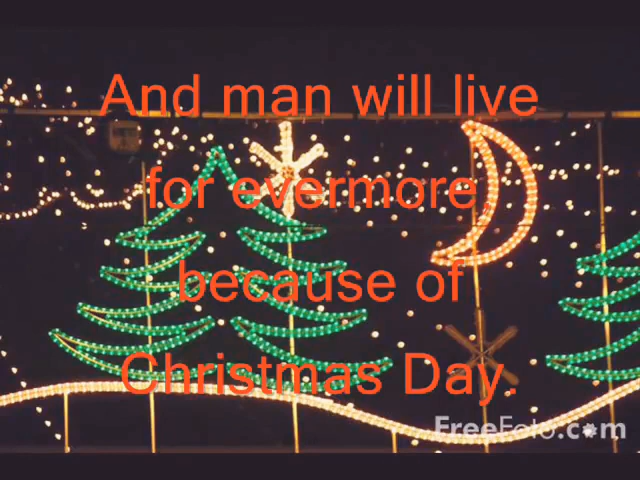 And man will live
for evermore,
because of
Christmas Day.
FreeFoto.com